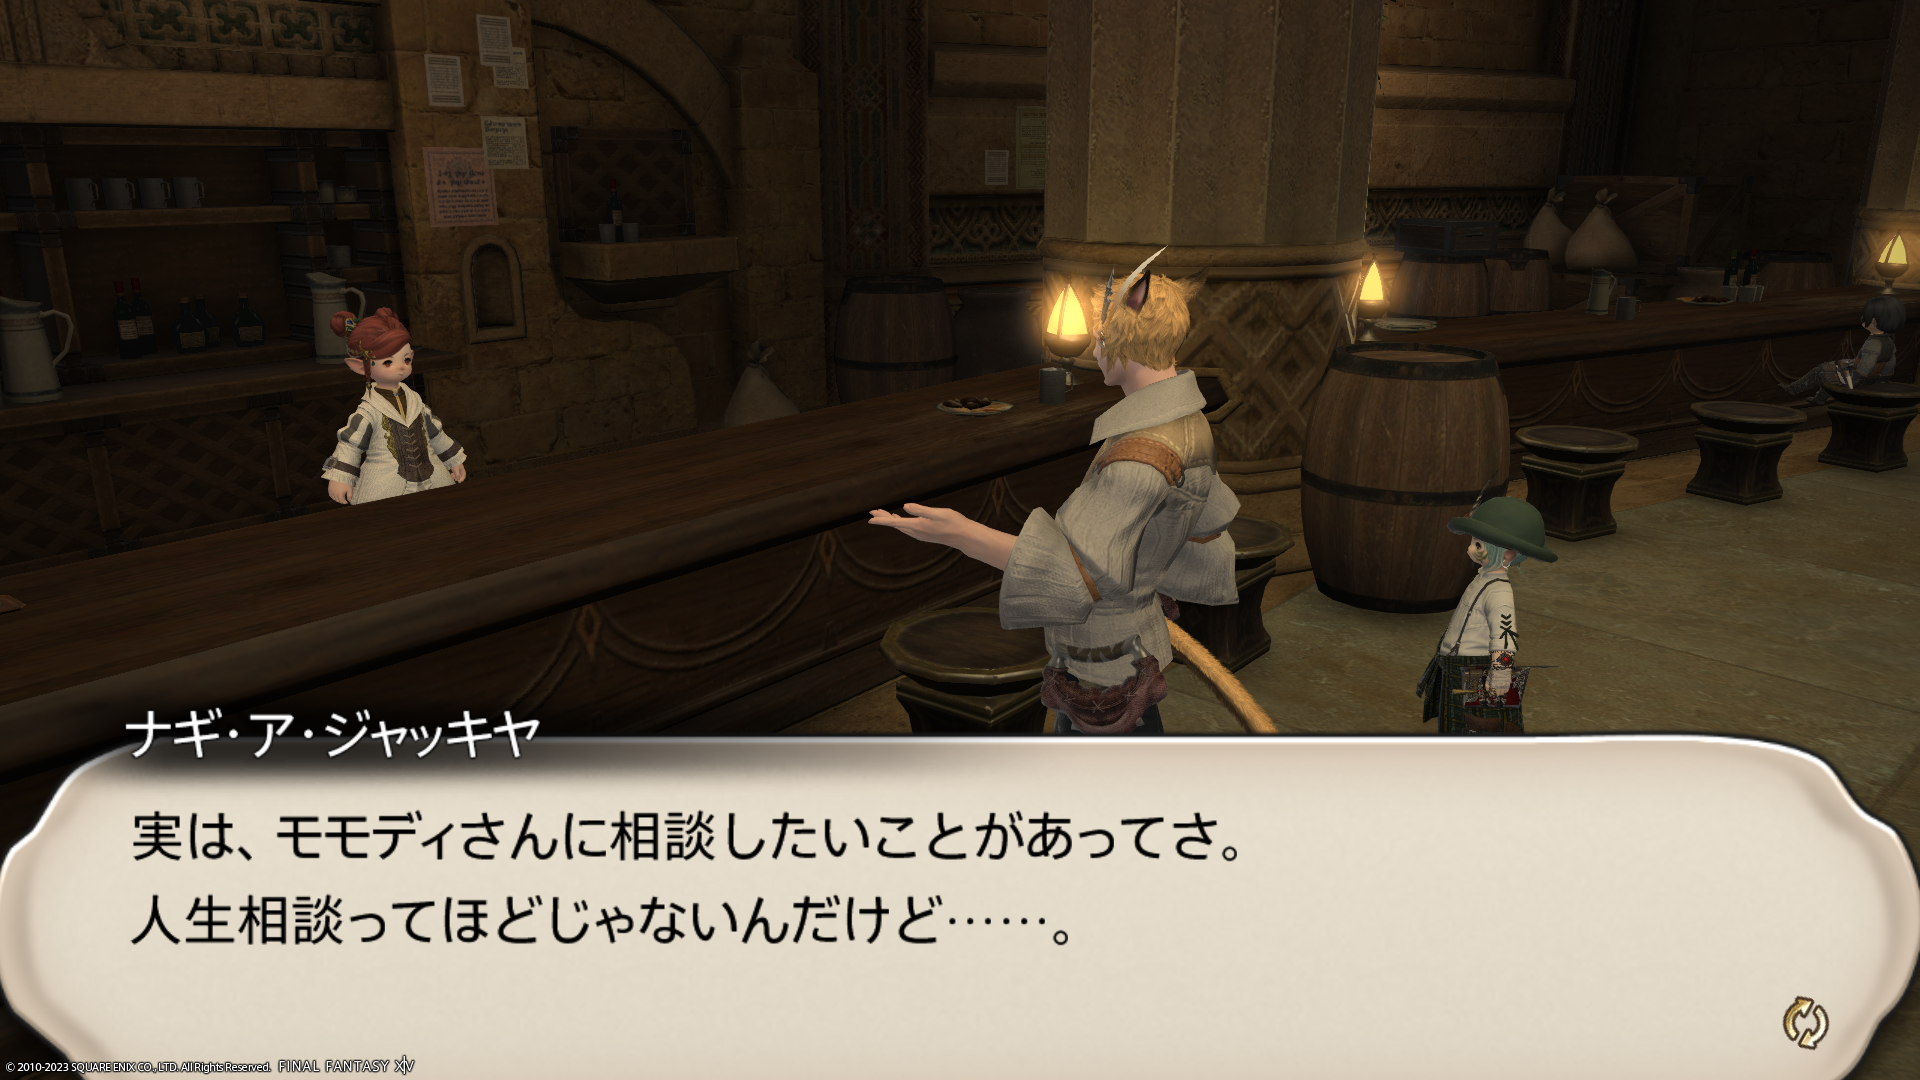 ナギ・ア・ジャッキヤ
実は、モモディさんに相談したいことがあってさ。
人生相談ってほどじゃないんだけど……。
© 2010-2023 SQUARE ENIX CO., LTD. All Rights Reserved. FINAL FANTASY XIV